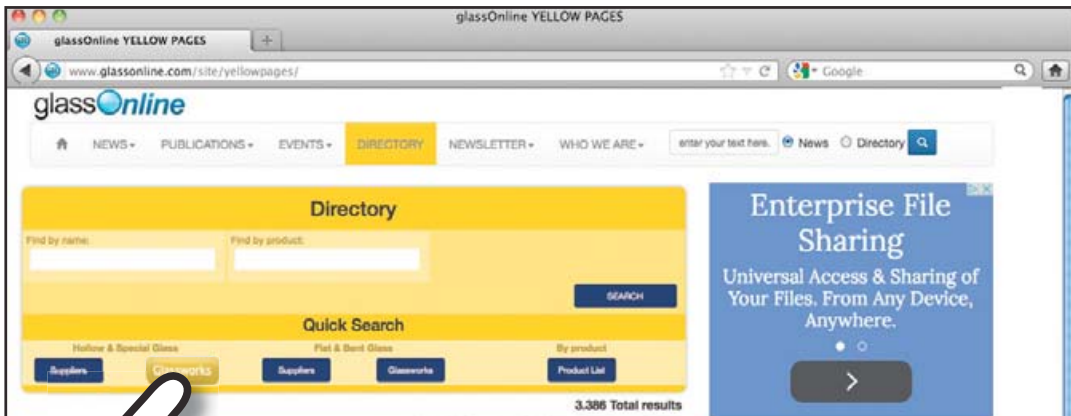 glassOnline YELLOW PAGES
glassOnline YELLOW PAGES +
www.glassonline.com/site/yellowpages/ Google
glassOnline
NEWS PUBLICATIONS EVENTS DIRECTORY NEWSLETTER WHO WE ARE enter your text here. News Directory
Directory
Find by name: Find by product:
SEARCH
Quick Search
Hollow & Special Glass Flat & Bent Glass By product
Suppliers Glassworks Suppliers Glassworks Product List
3.386 Total results
Enterprise File
Sharing
Universal Access & Sharing of
Your Files. From Any Device,
Anywhere.